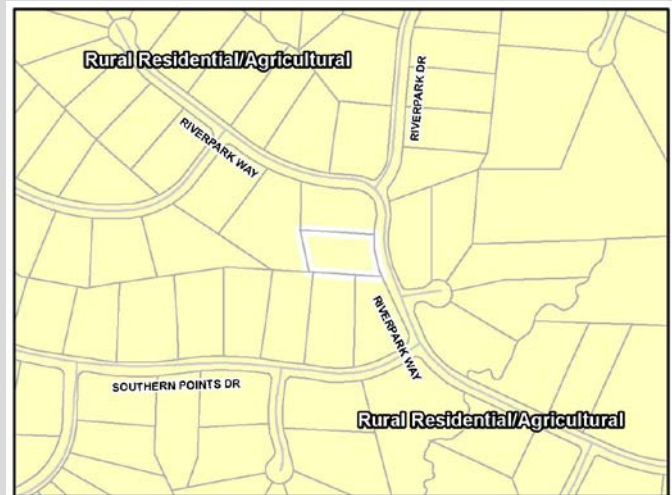 Rural Residential/Agricultural
RIVERPARK DR
RIVERPARK WAY
RIVERPARK WAY
SOUTHERN POINTS DR
Rural Residential/Agricultural